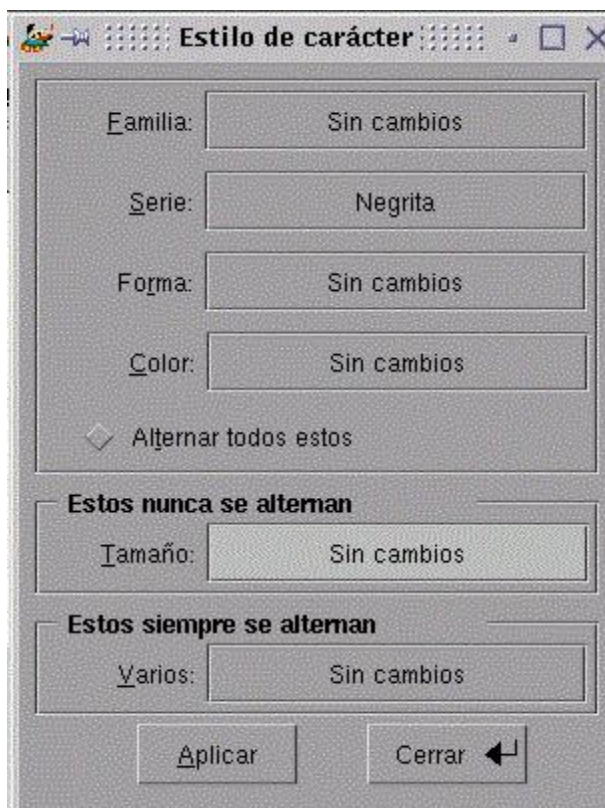 Estilo de carácter
Familia: Sin cambios
Serie: Negrita
Forma: Sin cambios
Color: Sin cambios
Alternar todos estos
Estos nunca se alternan
Tamaño: Sin cambios
Estos siempre se alternan
Varios: Sin cambios
Aplicar Cerrar